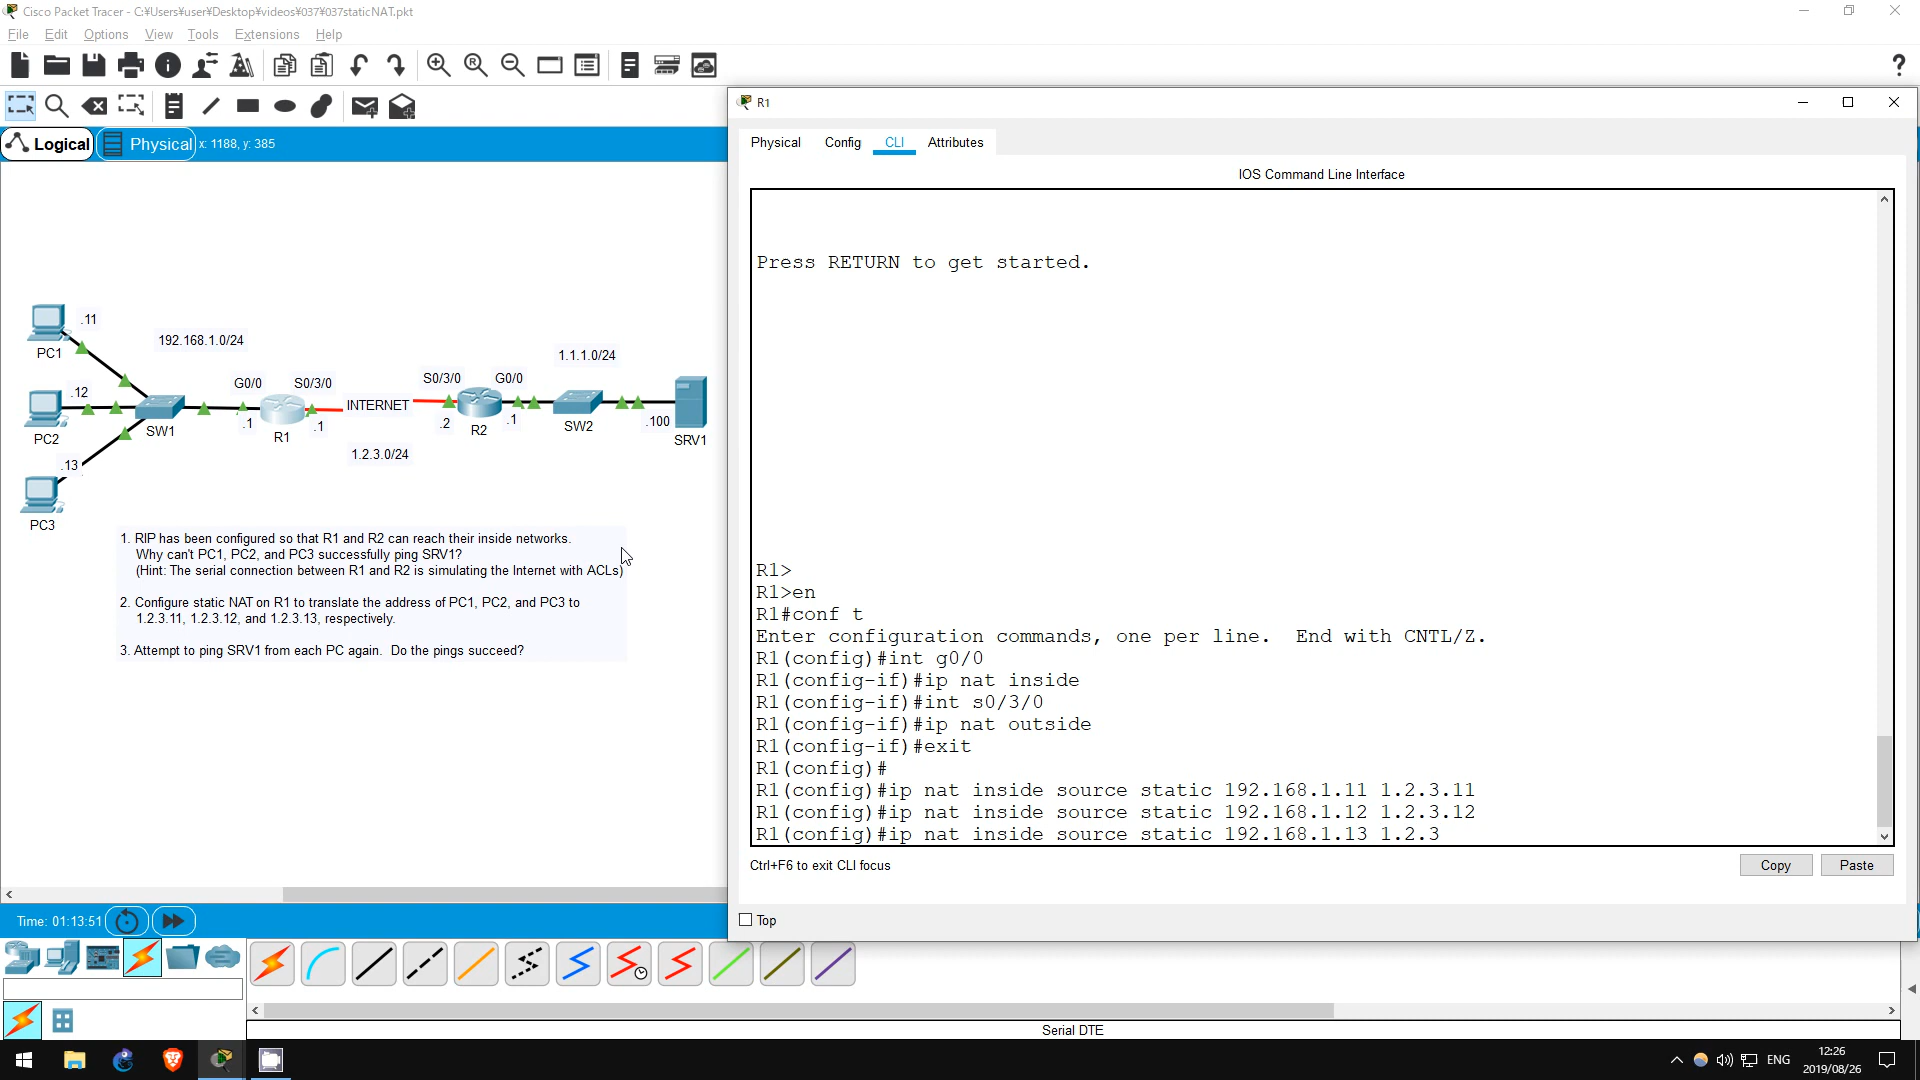 Cisco Packet Tracer - C:¥Users¥user¥Desktop¥videos¥037¥037staticNAT.pkt
File Edit Options View Tools Extensions Help
Logical Physical x: 1188, y: 385
.11
PC1
192.168.1.0/24
.12
PC2
SW1
G0/0
S0/3/0
.1
R1
.1
INTERNET
1.2.3.0/24
S0/3/0
G0/0
.2
R2
.1
1.1.1.0/24
SW2
.100
SRV1
.13
PC3
1. RIP has been configured so that R1 and R2 can reach their inside networks.
Why can't PC1, PC2, and PC3 successfully ping SRV1?
(Hint: The serial connection between R1 and R2 is simulating the Internet with ACLs)
2. Configure static NAT on R1 to translate the address of PC1, PC2, and PC3 to
1.2.3.11, 1.2.3.12, and 1.2.3.13, respectively.
3. Attempt to ping SRV1 from each PC again. Do the pings succeed?
R1
Physical Config CLI Attributes
IOS Command Line Interface
Press RETURN to get started.
R1>
R1>en
R1#conf t
Enter configuration commands, one per line. End with CNTL/Z.
R1(config)#int g0/0
R1(config-if)#ip nat inside
R1(config-if)#int s0/3/0
R1(config-if)#ip nat outside
R1(config-if)#exit
R1(config)#
R1(config)#ip nat inside source static 192.168.1.11 1.2.3.11
R1(config)#ip nat inside source static 192.168.1.12 1.2.3.12
R1(config)#ip nat inside source static 192.168.1.13 1.2.3
Ctrl+F6 to exit CLI focus
Copy Paste
Top
Time: 01:13:51
Serial DTE
ENG
12:26
2019/08/26